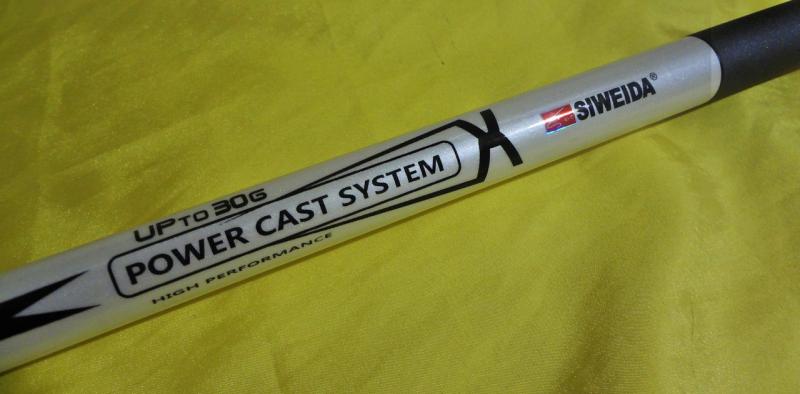 UP TO 30G
POWER CAST SYSTEM
HIGH PERFORMANCE
SIWEIDA®